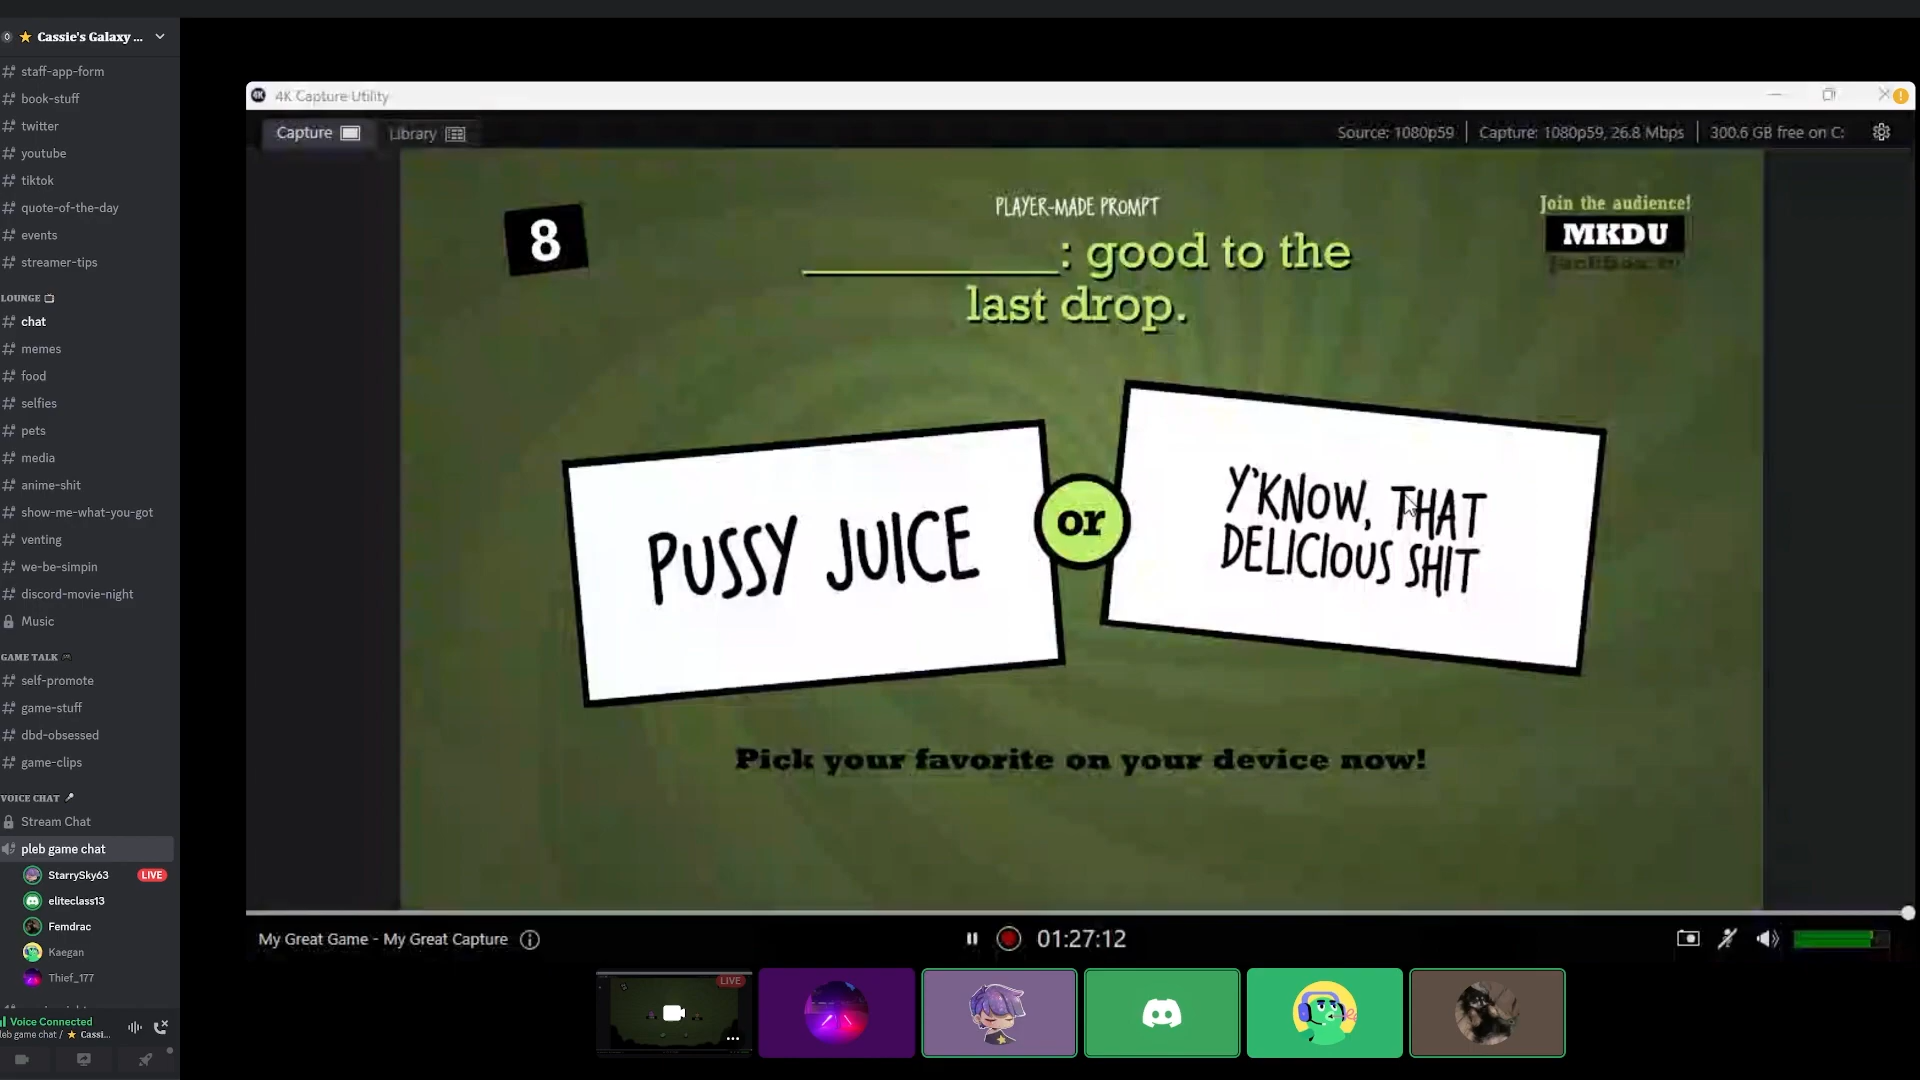 Cassie's Galaxy ...
staff-app-form
book-stuff
twitter
youtube
tiktok
quote-of-the-day
events
streamer-tips
LOUNGE
chat
memes
food
selfies
pets
media
anime-shit
show-me-what-you-got
venting
we-be-simpin
discord-movie-night
Music
GAME TALK
self-promote
game-stuff
dbd-obsessed
game-clips
VOICE CHAT
Stream Chat
pleb game chat
StarrySky63 LIVE
eliteclass13
Femdrac
Kaegan
Thief_177
Voice Connected
leb game chat / Cassi...
4K 4K Capture Utility
Capture Library
Source: 1080p59 | Capture: 1080p59, 26.8 Mbps | 300.6 GB free on C:
8
PLAYER-MADE PROMPT
__________: good to the
last drop.
Join the audience!
MKDU
PUSSY JUICE
or
Y'KNOW, THAT
DELICIOUS SHIT
Pick your favorite on your device now!
My Great Game - My Great Capture
01:27:12
LIVE